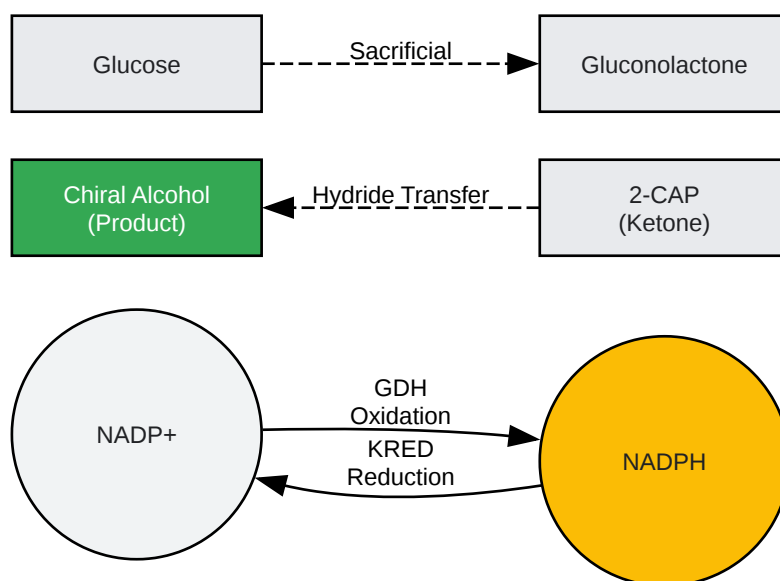 Glucose
Sacrificial
Gluconolactone
Chiral Alcohol
(Product)
Hydride Transfer
2-CAP
(Ketone)
NADP+
GDH
Oxidation
KRED
Reduction
NADPH